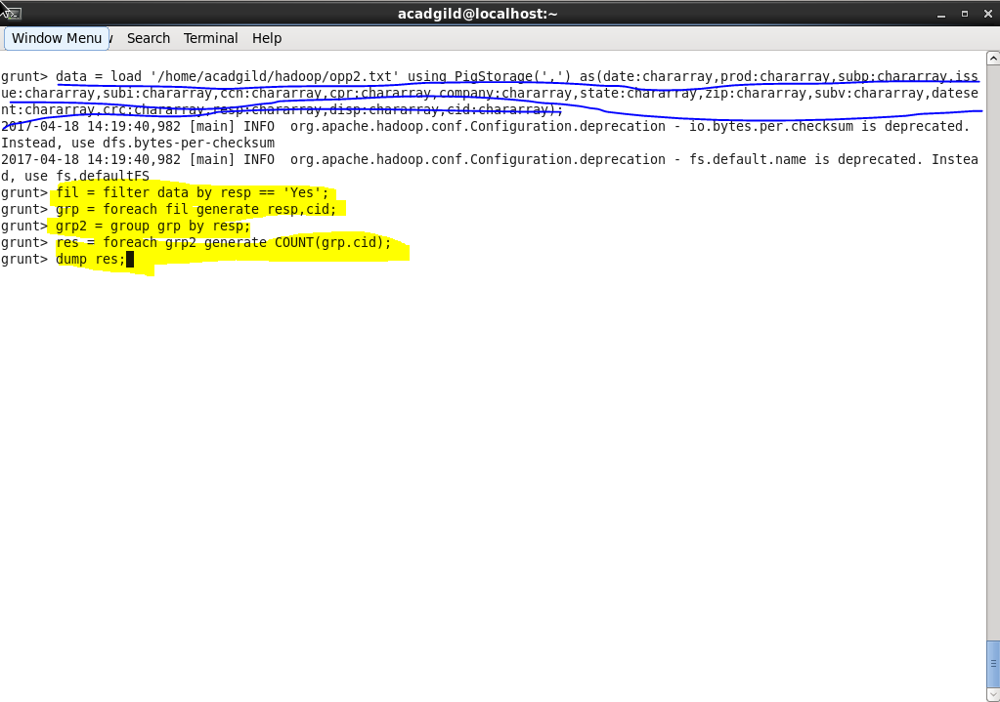 acadgild@localhost:~
Window Menu Search Terminal Help
grunt> data = load '/home/acadgild/hadoop/opp2.txt' using PigStorage(',') as(date:chararray,prod:chararray,subp:chararray,iss
ue:chararray,subi:chararray,ccn:chararray,cpr:chararray,company:chararray,state:chararray,zip:chararray,subv:chararray,datese
nt:chararray,crc:chararray,resp:chararray,disp:chararray,cid:chararray);
2017-04-18 14:19:40,982 [main] INFO  org.apache.hadoop.conf.Configuration.deprecation - io.bytes.per.checksum is deprecated.
Instead, use dfs.bytes-per-checksum
2017-04-18 14:19:40,982 [main] INFO  org.apache.hadoop.conf.Configuration.deprecation - fs.default.name is deprecated. Instea
d, use fs.defaultFS
grunt> fil = filter data by resp == 'Yes';
grunt> grp = foreach fil generate resp,cid;
grunt> grp2 = group grp by resp;
grunt> res = foreach grp2 generate COUNT(grp.cid);
grunt> dump res;